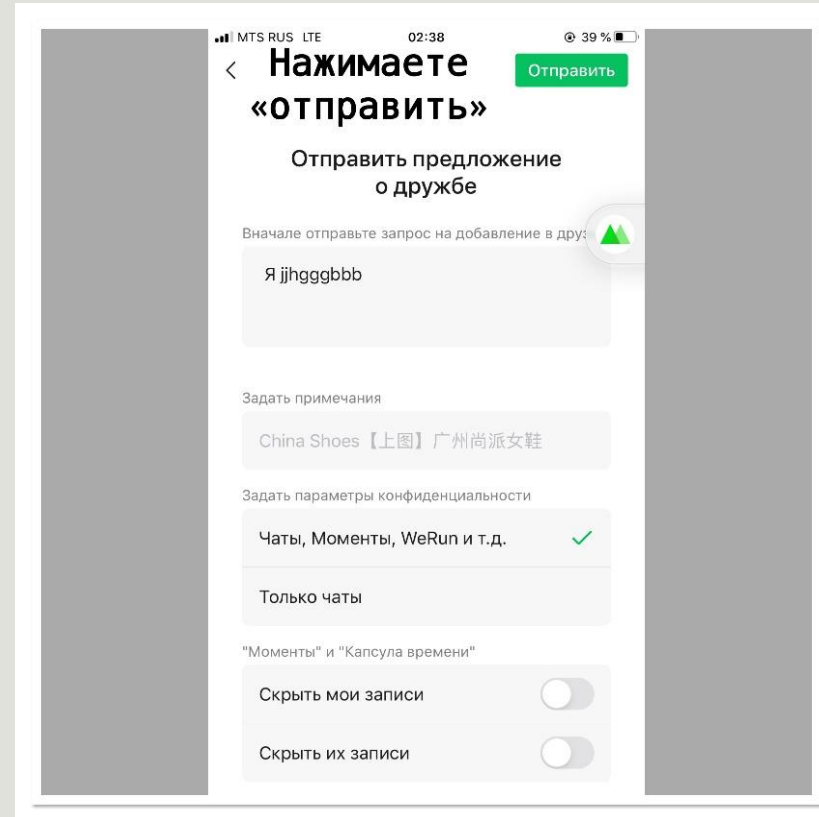 MTS RUS LTE 02:38 39 %
Нажимаете Отправить
«отправить»
Отправить предложение
о дружбе
Вначале отправьте запрос на добавление в
Я jjhgggbbb
Задать примечания
China Shoes【上图】广州尚派女鞋
Задать параметры конфиденциальности
Чаты, Моменты, WeRun и т.д.
Только чаты
"Моменты" и "Капсула времени"
Скрыть мои записи
Скрыть их записи